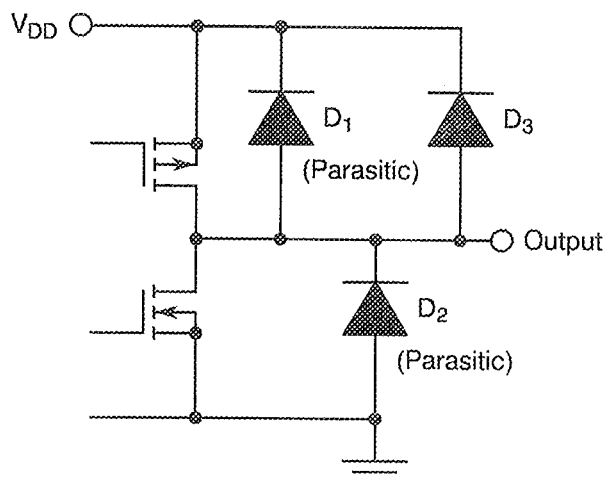 V_DD
D_1
(Parasitic)
D_3
Output
D_2
(Parasitic)